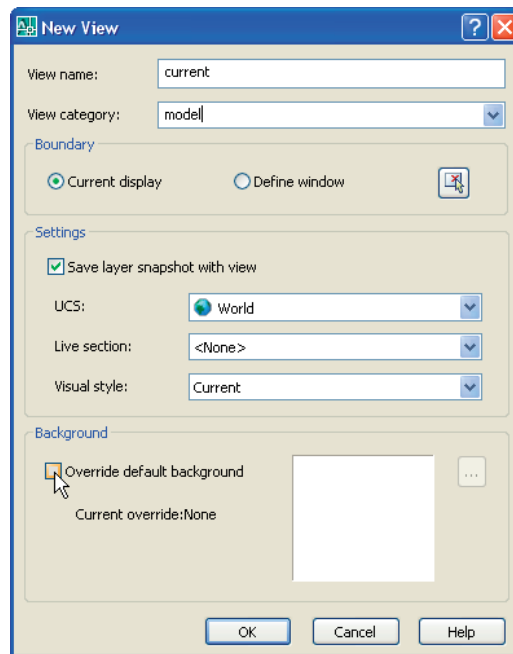 New View
View name: current
View category: model
Boundary
Current display Define window
Settings
Save layer snapshot with view
UCS: World
Live section: <None>
Visual style: Current
Background
Override default background
...
Current override:None
OK Cancel Help